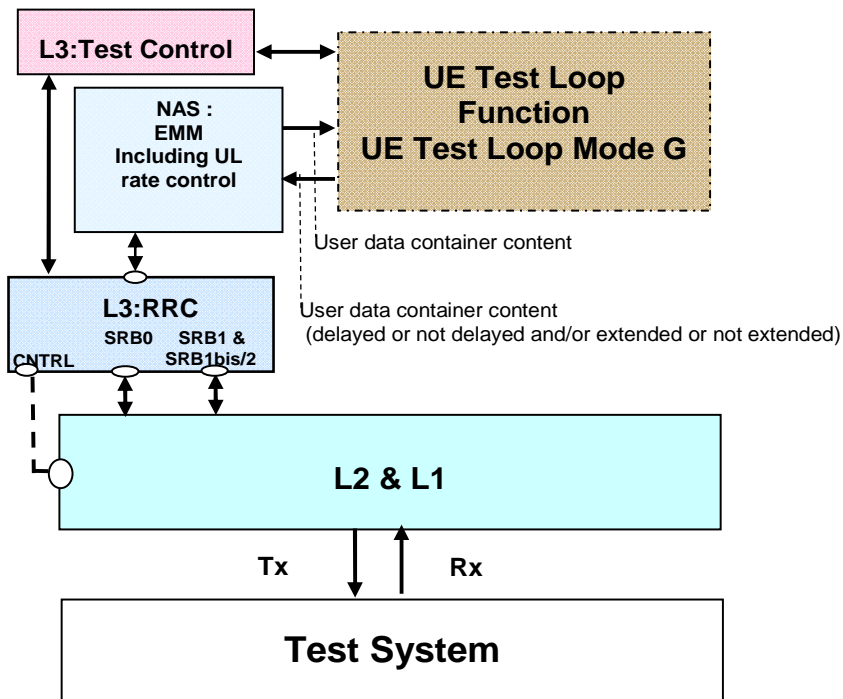 L3:Test Control
UE Test Loop
Function
UE Test Loop Mode G
NAS :
EMM
Including UL
rate control
User data container content
User data container content
(delayed or not delayed and/or extended or not extended)
L3:RRC
SRB0
SRB1 &
SRB1bis/2
CNTRL
L2 & L1
Tx
Rx
Test System